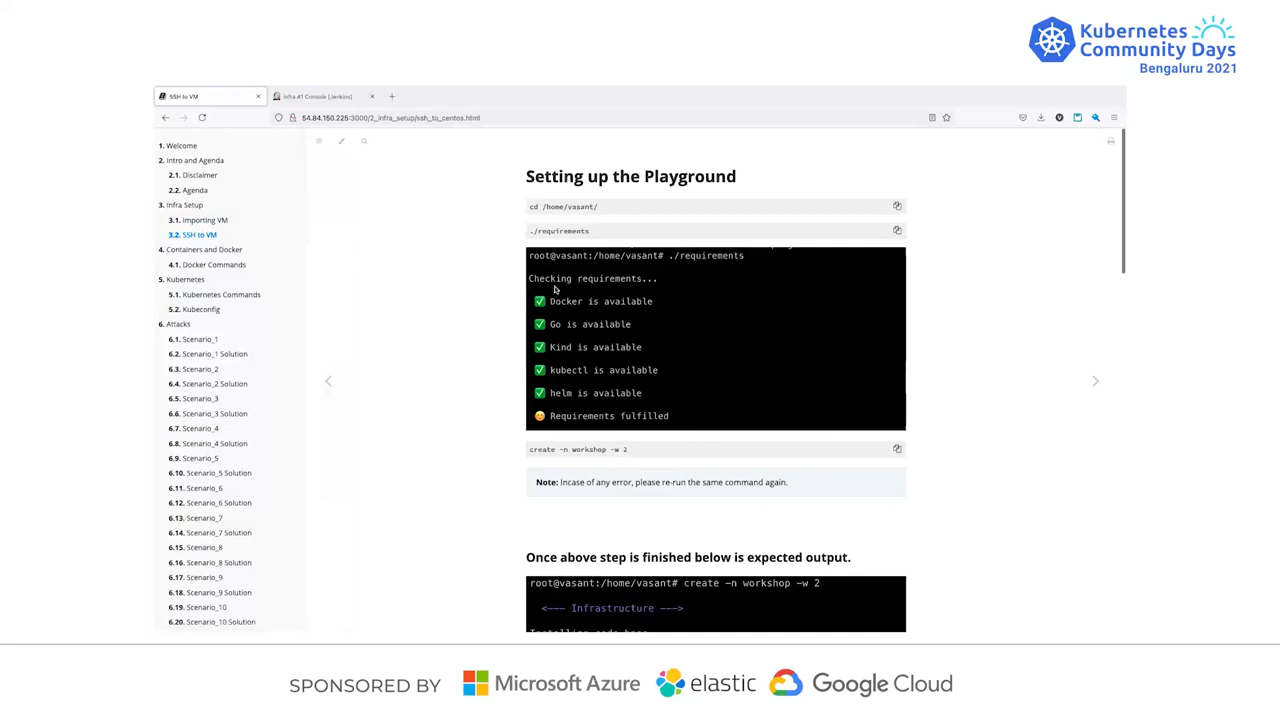 Kubernetes
Community Days
Bengaluru 2021
SSH to VM
Infra #1 Console [Jenkins]
54.84.150.225:3000/2_infra_setup/ssh_to_centos.html
1. Welcome
2. Intro and Agenda
2.1. Disclaimer
2.2. Agenda
3. Infra Setup
3.1. Importing VM
3.2. SSH to VM
4. Containers and Docker
4.1. Docker Commands
5. Kubernetes
5.1. Kubernetes Commands
5.2. Kubeconfig
6. Attacks
6.1. Scenario_1
6.2. Scenario_1 Solution
6.3. Scenario_2
6.4. Scenario_2 Solution
6.5. Scenario_3
6.6. Scenario_3 Solution
6.7. Scenario_4
6.8. Scenario_4 Solution
6.9. Scenario_5
6.10. Scenario_5 Solution
6.11. Scenario_6
6.12. Scenario_6 Solution
6.13. Scenario_7
6.14. Scenario_7 Solution
6.15. Scenario_8
6.16. Scenario_8 Solution
6.17. Scenario_9
6.18. Scenario_9 Solution
6.19. Scenario_10
6.20. Scenario_10 Solution
Setting up the Playground
cd /home/vasant/
./requirements
root@vasant:/home/vasant# ./requirements
Checking requirements...
Docker is available
Go is available
Kind is available
kubectl is available
helm is available
Requirements fulfilled
create -n workshop -w 2
Note: Incase of any error, please re-run the same command again.
Once above step is finished below is expected output.
root@vasant:/home/vasant# create -n workshop -w 2
<--- Infrastructure --->
SPONSORED BY Microsoft Azure elastic Google Cloud